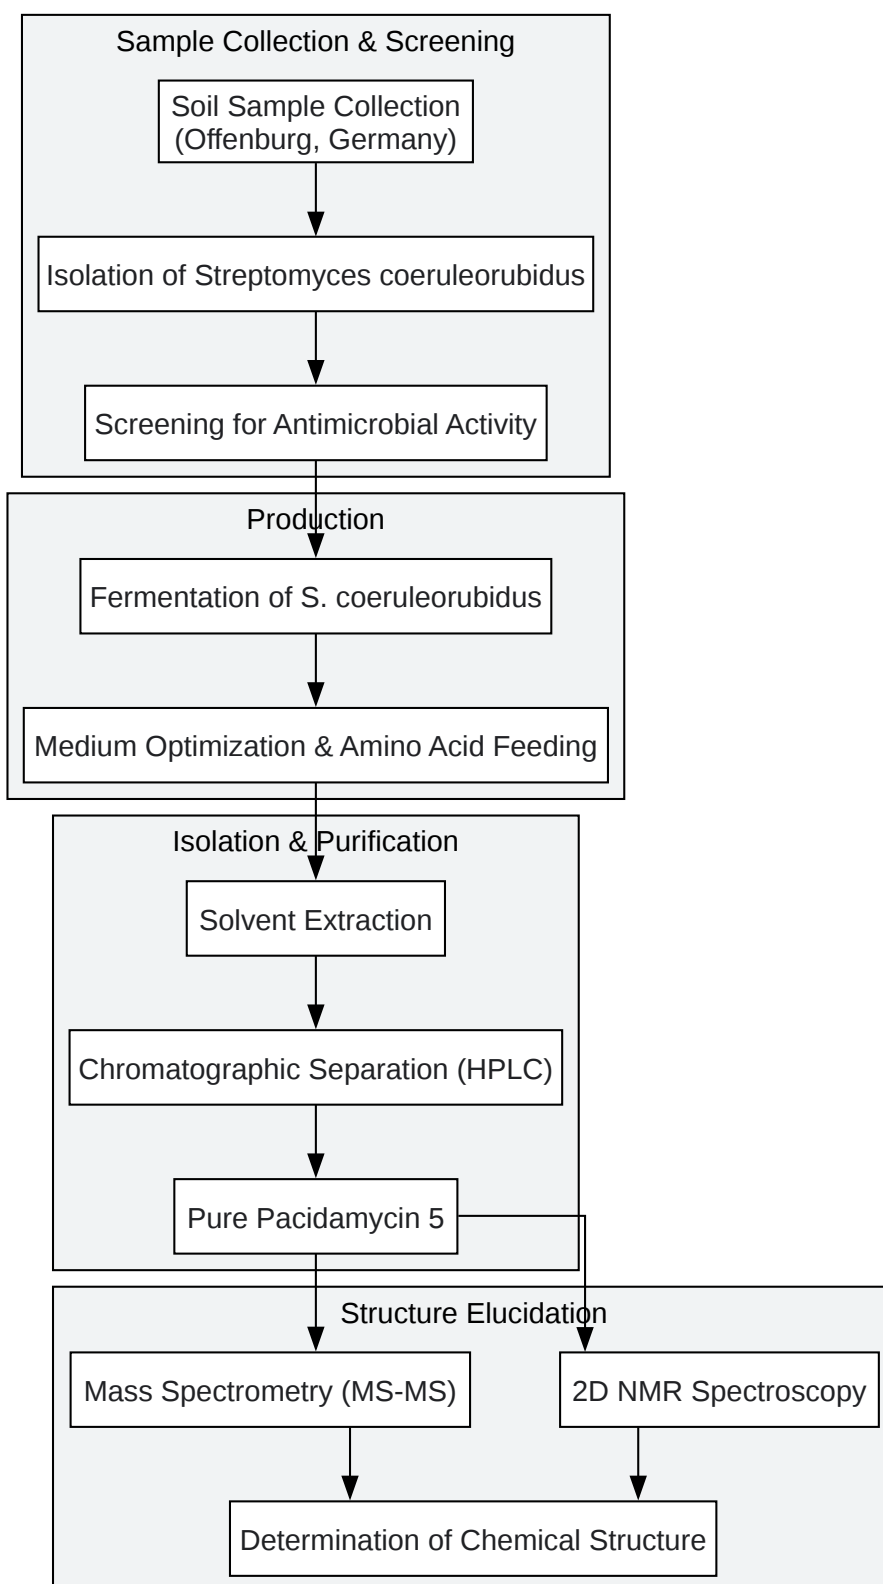 Sample Collection & Screening
Soil Sample Collection
(Offenburg, Germany)
Isolation of Streptomyces coeruleorubidus
Screening for Antimicrobial Activity
Production
Fermentation of S. coeruleorubidus
Medium Optimization & Amino Acid Feeding
Isolation & Purification
Solvent Extraction
Chromatographic Separation (HPLC)
Pure Pacidamycin 5
Structure Elucidation
Mass Spectrometry (MS-MS)
2D NMR Spectroscopy
Determination of Chemical Structure